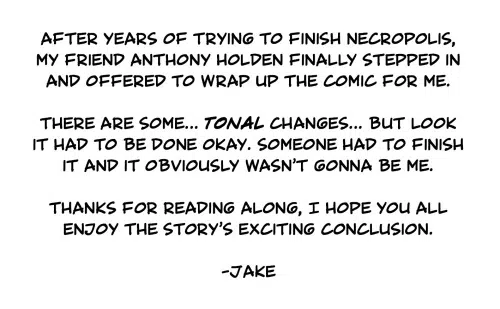 AFTER YEARS OF TRYING TO FINISH NECROPOLIS,
MY FRIEND ANTHONY HOLDEN FINALLY STEPPED IN
AND OFFERED TO WRAP UP THE COMIC FOR ME.
THERE ARE SOME... TONAL CHANGES... BUT LOOK
IT HAD TO BE DONE OKAY. SOMEONE HAD TO FINISH
IT AND IT OBVIOUSLY WASN'T GONNA BE ME.
THANKS FOR READING ALONG, I HOPE YOU ALL
ENJOY THE STORY'S EXCITING CONCLUSION.
-JAKE